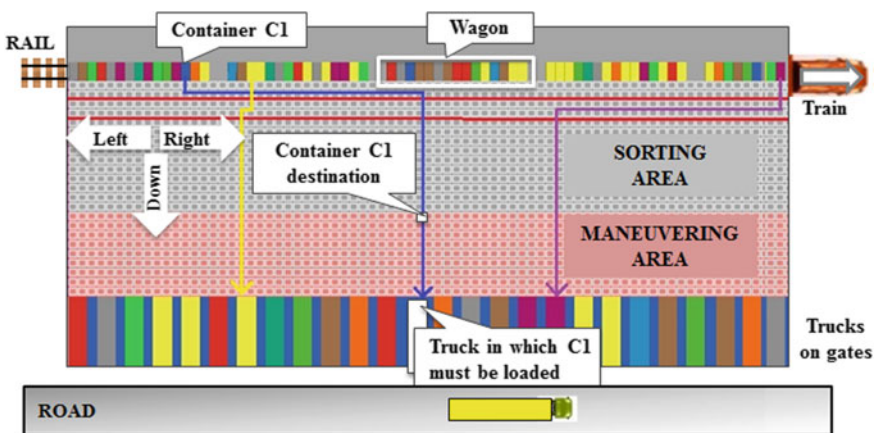 Container C1
Wagon
RAIL
Train
Left
Right
Down
Container C1
destination
SORTING
AREA
MANEUVERING
AREA
Trucks
on gates
Truck in which C1
must be loaded
ROAD